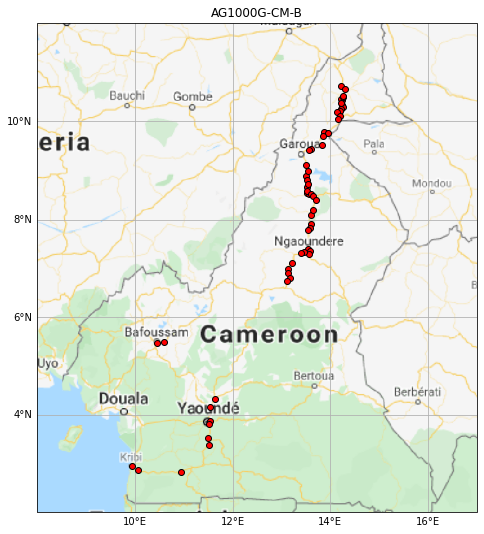 AG1000G-CM-B
Bauchi
Gombe
10°N
eria
Garoua
Pala
Mondou
8°N
Ngaoundere
6°N
Bafoussam
Cameroon
Uyo
Bertoua
Douala
Yaoundé
Berbérati
4°N
Kribi
10°E
12°E
14°E
16°E